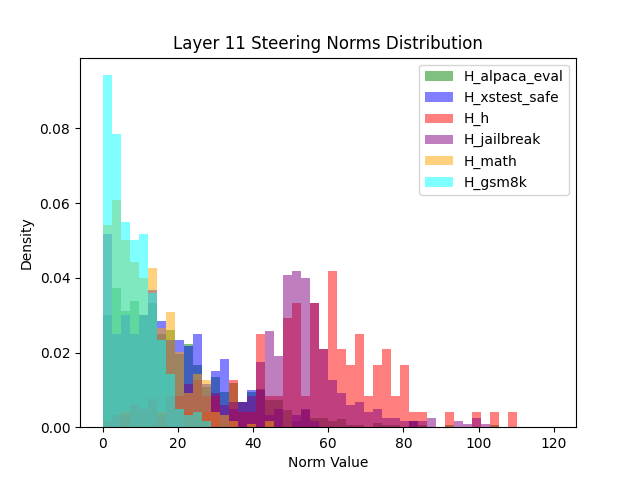 Layer 11 Steering Norms Distribution
H_alpaca_eval
H_xstest_safe
H_h
H_jailbreak
H_math
H_gsm8k
Density
0.08
0.06
0.04
0.02
0.00
0
20
40
60
80
100
120
Norm Value